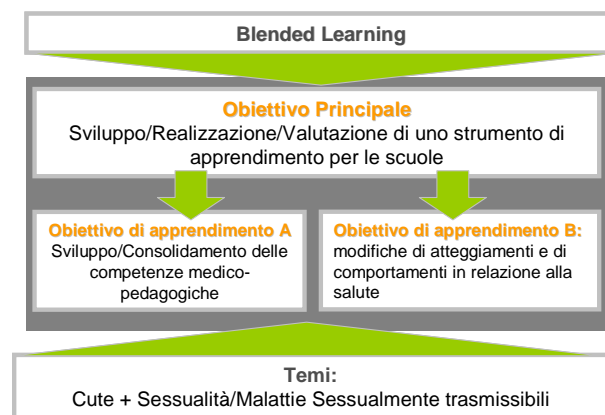 Blended Learning
Obiettivo Principale
Sviluppo/Realizzazione/Valutazione di uno strumento di
apprendimento per le scuole
Obiettivo di apprendimento A
Sviluppo/Consolidamento delle
competenze medico-
pedagogiche
Obiettivo di apprendimento B:
modifiche di atteggiamenti e di
comportamenti in relazione alla
salute
Temi:
Cute + Sessualità/Malattie Sessualmente trasmissibili